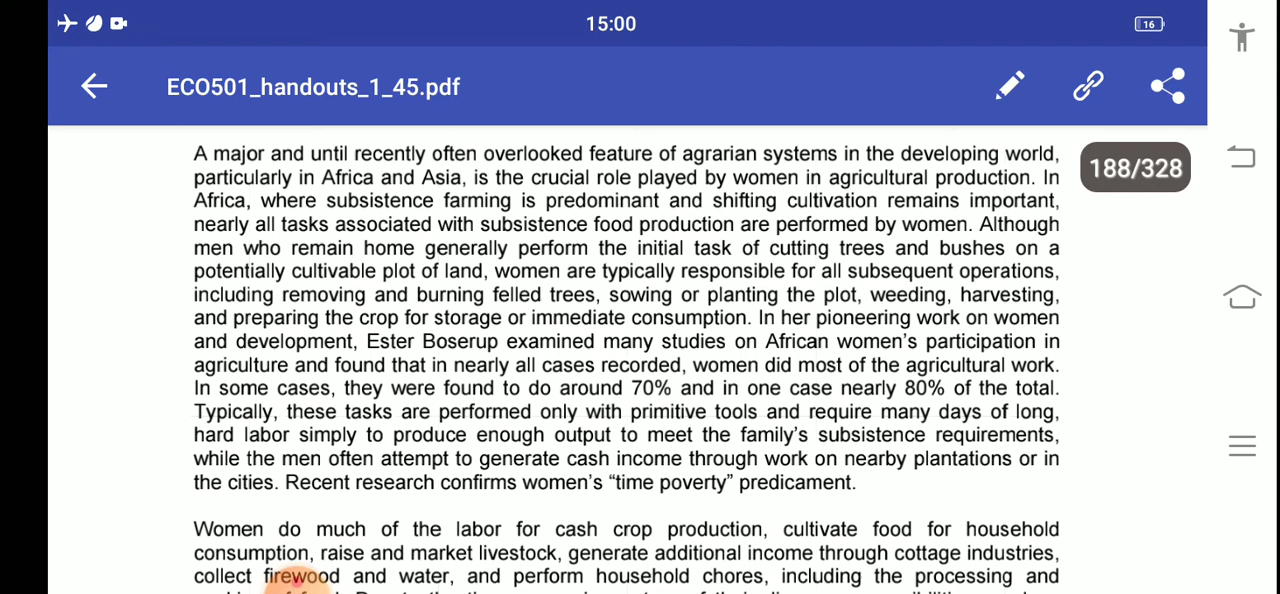 15:00
16
ECO501_handouts_1_45.pdf
188/328
A major and until recently often overlooked feature of agrarian systems in the developing world,
particularly in Africa and Asia, is the crucial role played by women in agricultural production. In
Africa, where subsistence farming is predominant and shifting cultivation remains important,
nearly all tasks associated with subsistence food production are performed by women. Although
men who remain home generally perform the initial task of cutting trees and bushes on a
potentially cultivable plot of land, women are typically responsible for all subsequent operations,
including removing and burning felled trees, sowing or planting the plot, weeding, harvesting,
and preparing the crop for storage or immediate consumption. In her pioneering work on women
and development, Ester Boserup examined many studies on African women's participation in
agriculture and found that in nearly all cases recorded, women did most of the agricultural work.
In some cases, they were found to do around 70% and in one case nearly 80% of the total.
Typically, these tasks are performed only with primitive tools and require many days of long,
hard labor simply to produce enough output to meet the family's subsistence requirements,
while the men often attempt to generate cash income through work on nearby plantations or in
the cities. Recent research confirms women's “time poverty” predicament.
Women do much of the labor for cash crop production, cultivate food for household
consumption, raise and market livestock, generate additional income through cottage industries,
collect firewood and water, and perform household chores, including the processing and